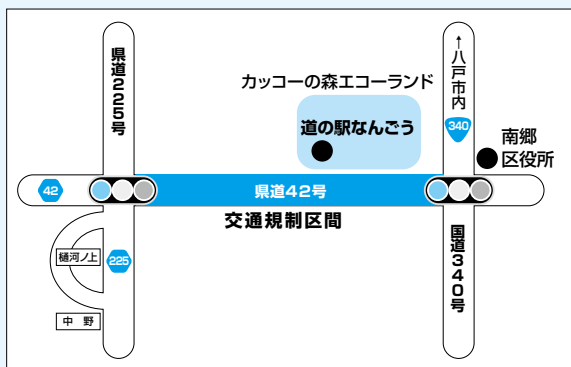 県道225号
↑八戸市内
カッコーの森エコーランド
道の駅なんごう
340
南郷
区役所
42
県道42号
交通規制区間
樋河ノ上
225
国道340号
中野